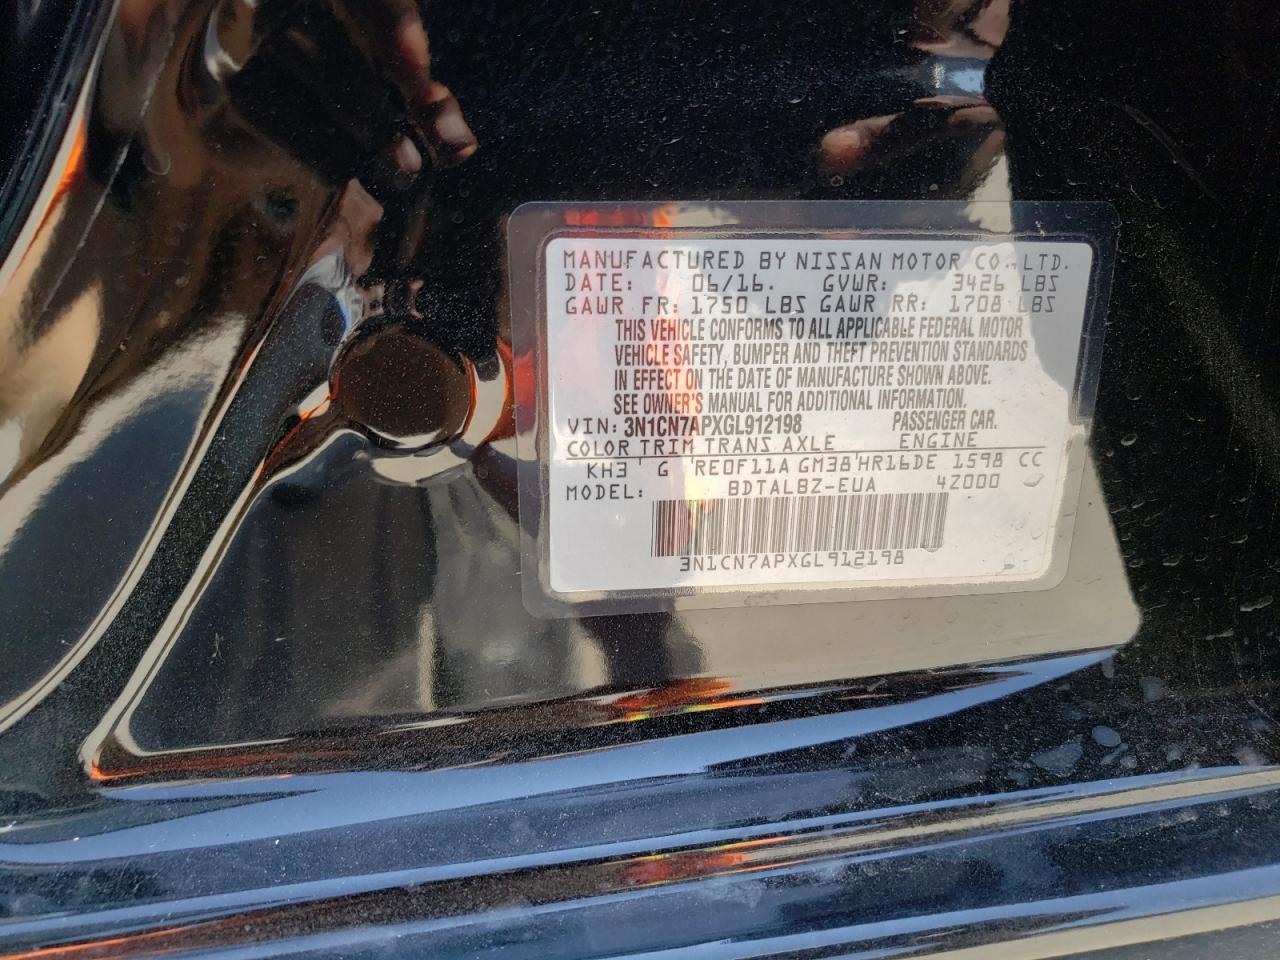 MANUFACTURED BY NISSAN MOTOR CO., LTD.
DATE: 06/16. GVWR: 3426 LBS
GAWR FR: 1750 LBS GAWR RR: 1708 LBS
THIS VEHICLE CONFORMS TO ALL APPLICABLE FEDERAL MOTOR
VEHICLE SAFETY, BUMPER AND THEFT PREVENTION STANDARDS
IN EFFECT ON THE DATE OF MANUFACTURE SHOWN ABOVE.
SEE OWNER'S MANUAL FOR ADDITIONAL INFORMATION.
VIN: 3N1CN7APXGL912198 PASSENGER CAR.
COLOR TRIM TRANS AXLE ENGINE
KH3 ' G ' RE0F11A GM38 ' HR16DE 1598 CC
MODEL: BDTALBZ-EUA 4Z000
3N1CN7APXGL912198